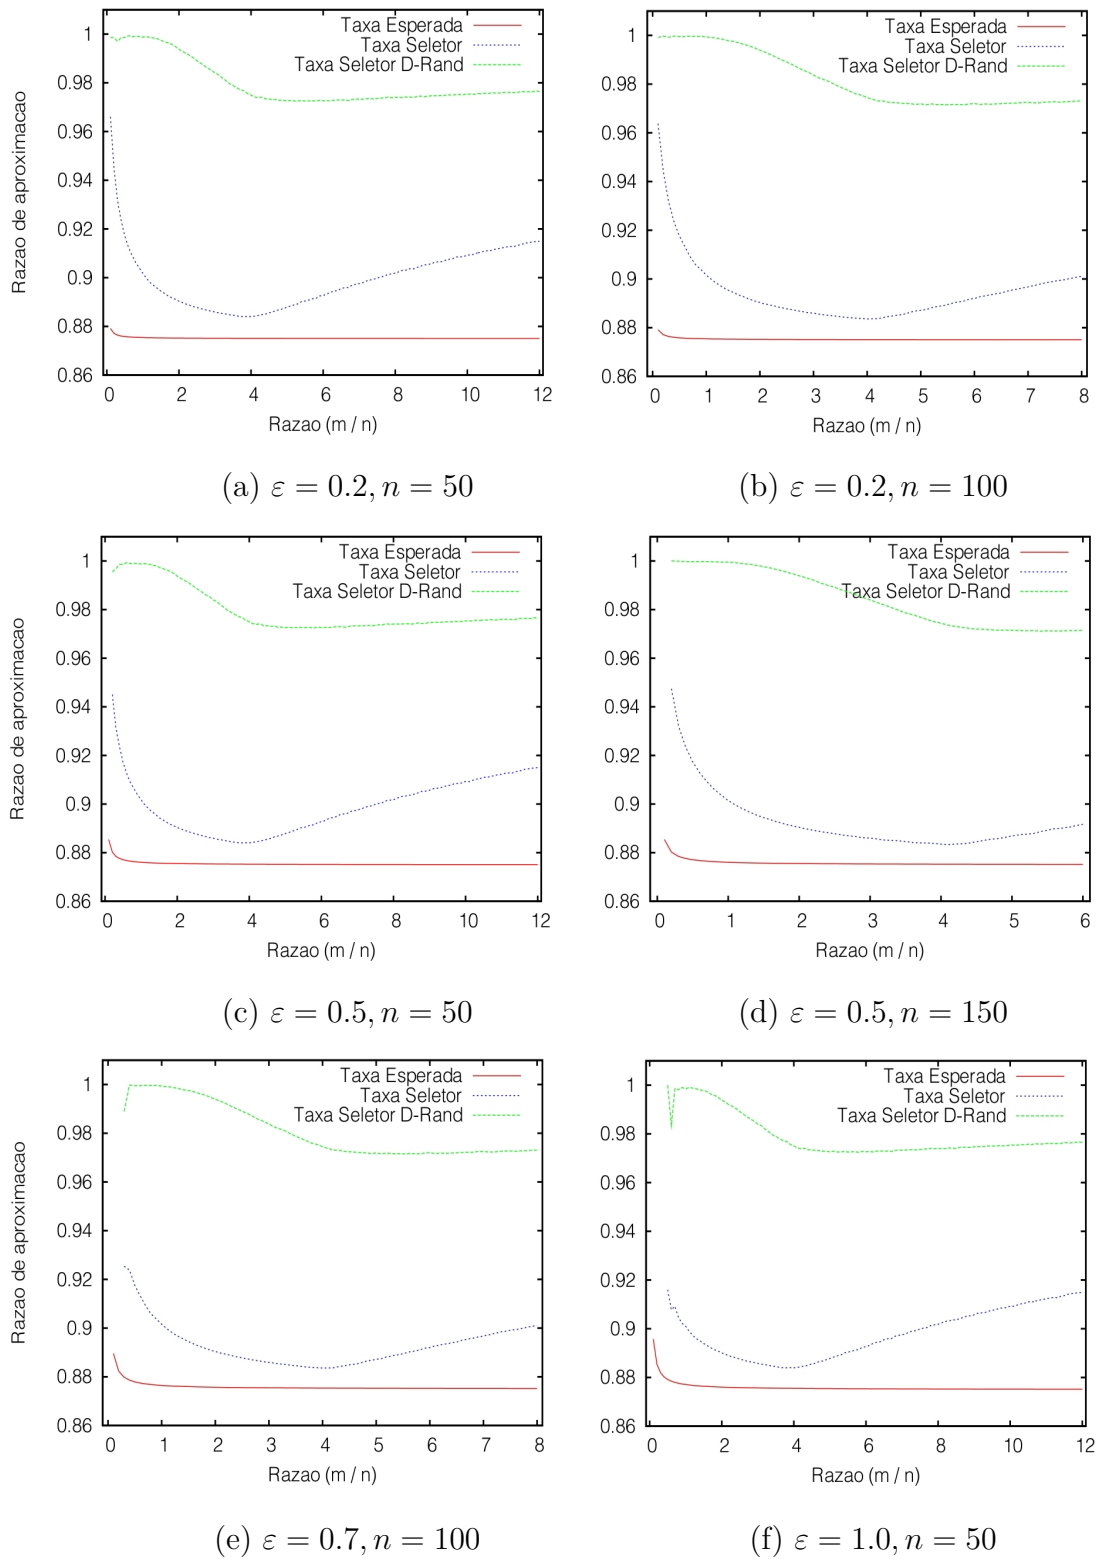 Taxa Esperada
Taxa Seletor
Taxa Seletor D-Rand
Razao de aproximacao
1
0.98
0.96
0.94
0.92
0.9
0.88
0.86
0 2 4 6 8 10 12
Razao (m / n)
(a) ε = 0.2, n = 50
Taxa Esperada
Taxa Seletor
Taxa Seletor D-Rand
1
0.98
0.96
0.94
0.92
0.9
0.88
0.86
0 1 2 3 4 5 6 7 8
Razao (m / n)
(b) ε = 0.2, n = 100
Taxa Esperada
Taxa Seletor
Taxa Seletor D-Rand
Razao de aproximacao
1
0.98
0.96
0.94
0.92
0.9
0.88
0.86
0 2 4 6 8 10 12
Razao (m / n)
(c) ε = 0.5, n = 50
Taxa Esperada
Taxa Seletor
Taxa Seletor D-Rand
1
0.98
0.96
0.94
0.92
0.9
0.88
0.86
0 1 2 3 4 5 6
Razao (m / n)
(d) ε = 0.5, n = 150
Taxa Esperada
Taxa Seletor
Taxa Seletor D-Rand
Razao de aproximacao
1
0.98
0.96
0.94
0.92
0.9
0.88
0.86
0 1 2 3 4 5 6 7 8
Razao (m / n)
(e) ε = 0.7, n = 100
Taxa Esperada
Taxa Seletor
Taxa Seletor D-Rand
1
0.98
0.96
0.94
0.92
0.9
0.88
0.86
0 2 4 6 8 10 12
Razao (m / n)
(f) ε = 1.0, n = 50